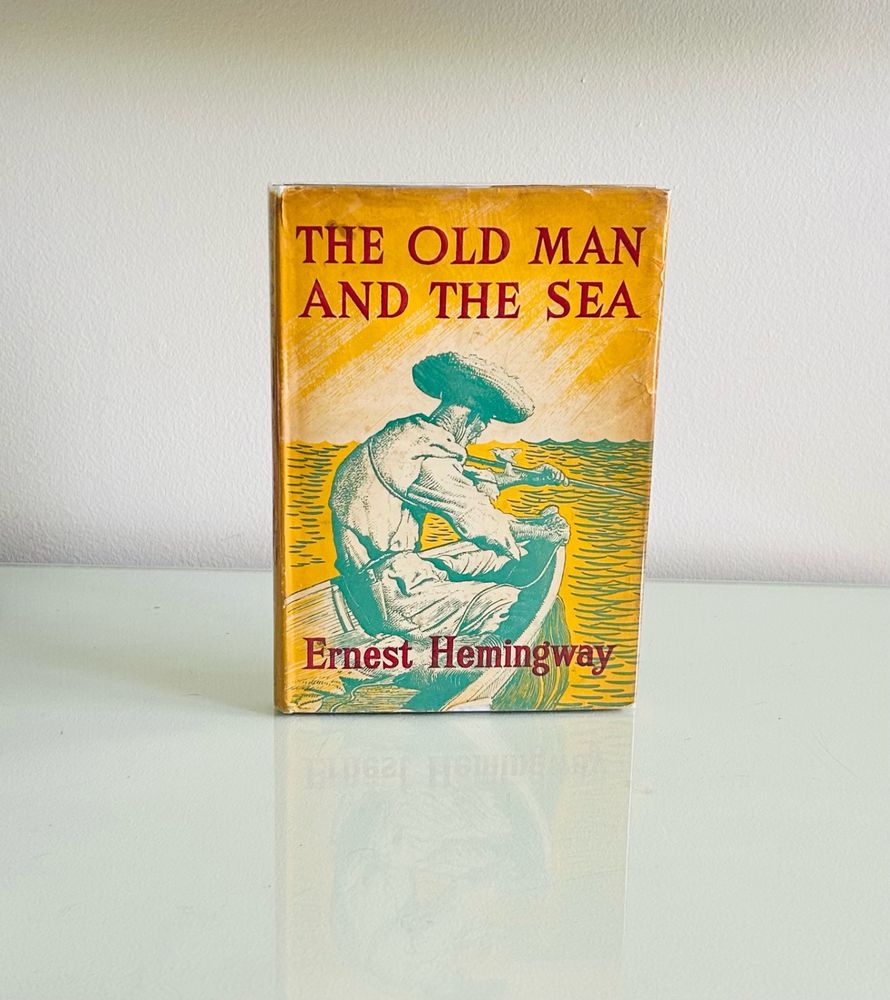 THE OLD MAN
AND THE SEA
Ernest Hemingway